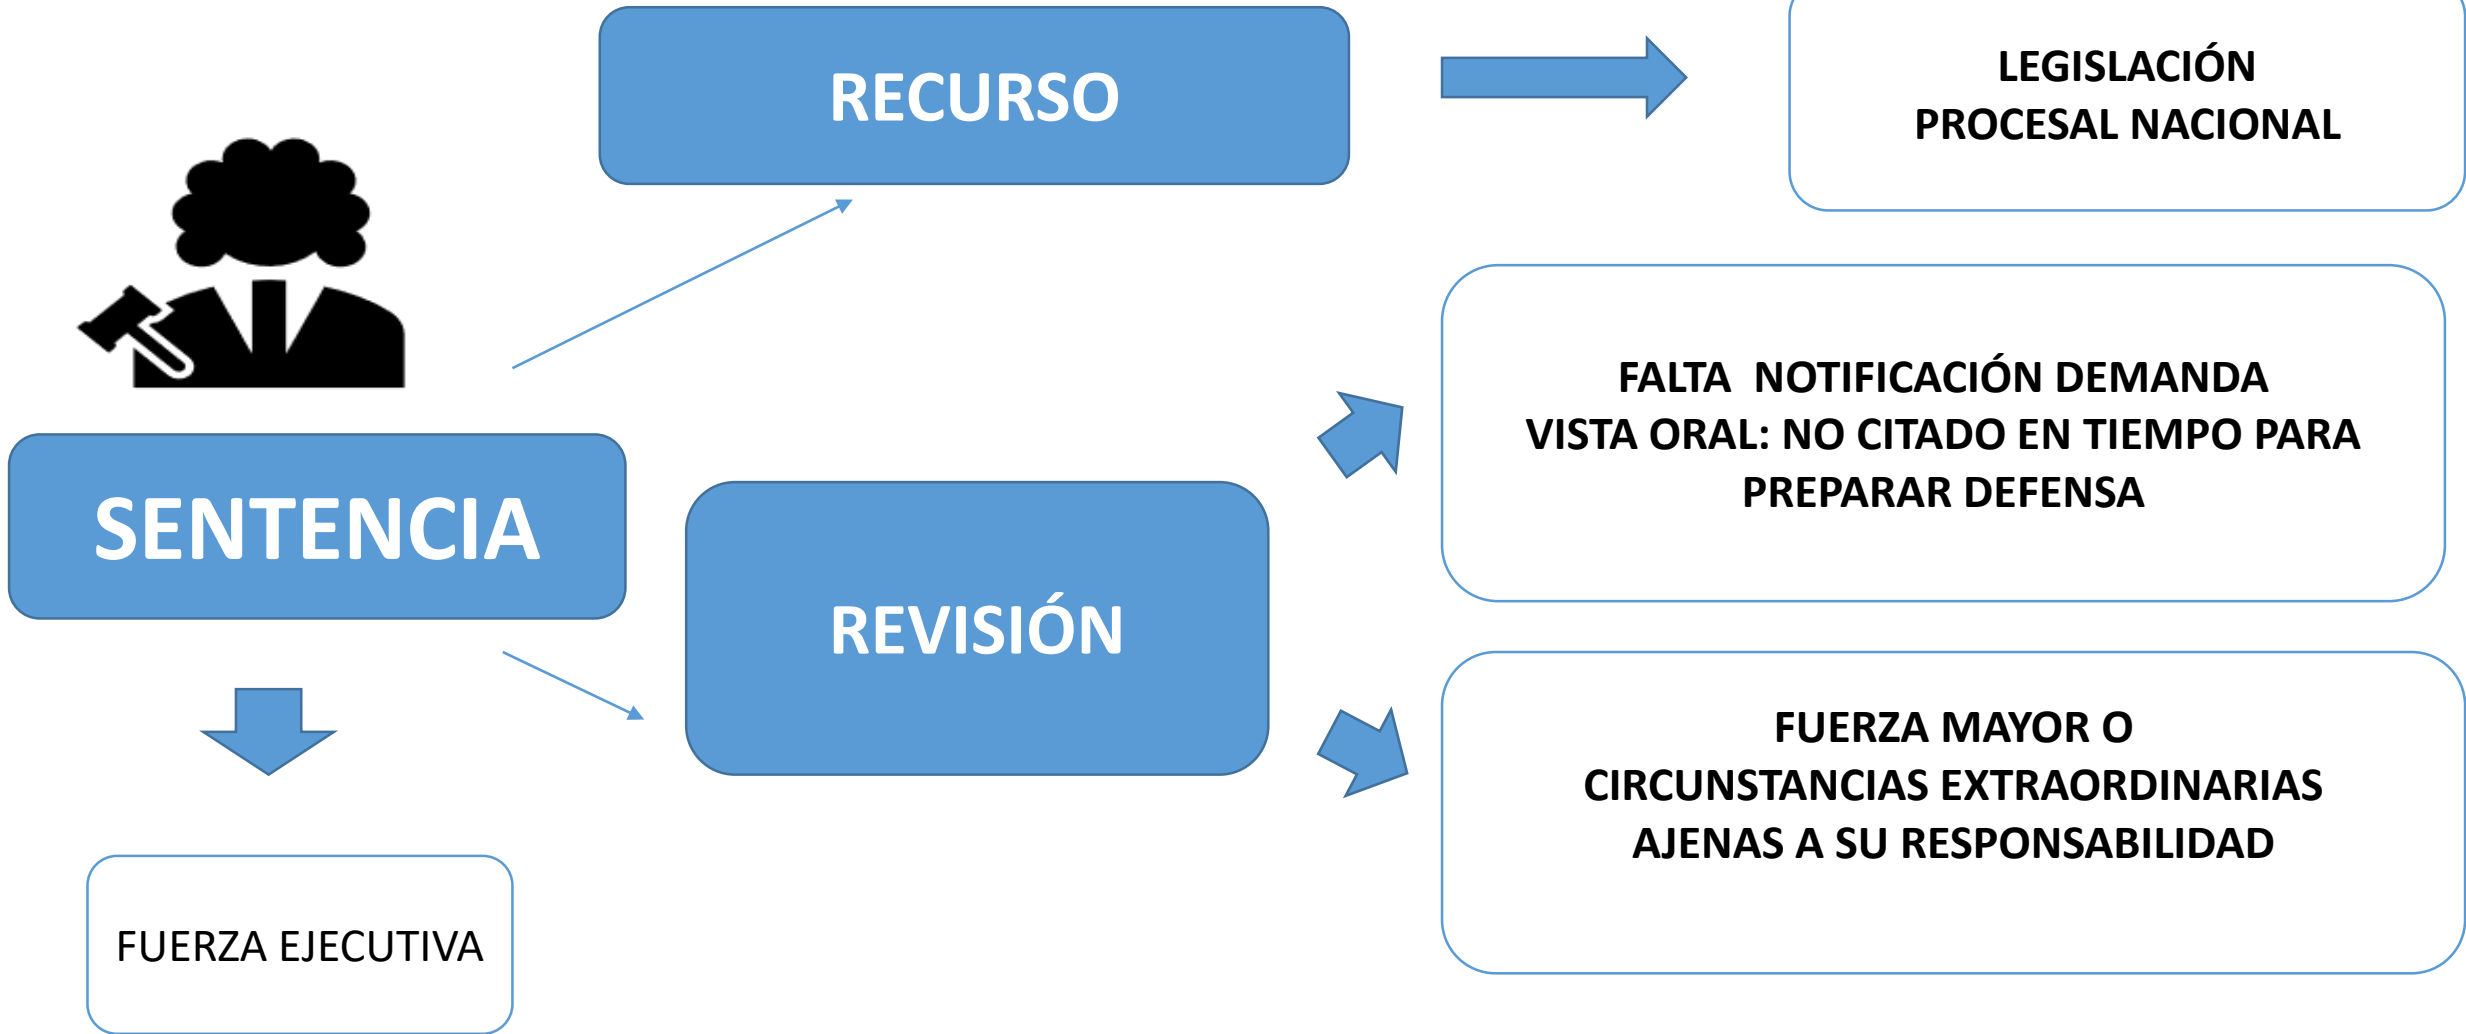 RECURSO
LEGISLACIÓN
PROCESAL NACIONAL
SENTENCIA
FALTA  NOTIFICACIÓN DEMANDA
VISTA ORAL: NO CITADO EN TIEMPO PARA
PREPARAR DEFENSA
REVISIÓN
FUERZA MAYOR O
CIRCUNSTANCIAS EXTRAORDINARIAS
AJENAS A SU RESPONSABILIDAD
FUERZA EJECUTIVA